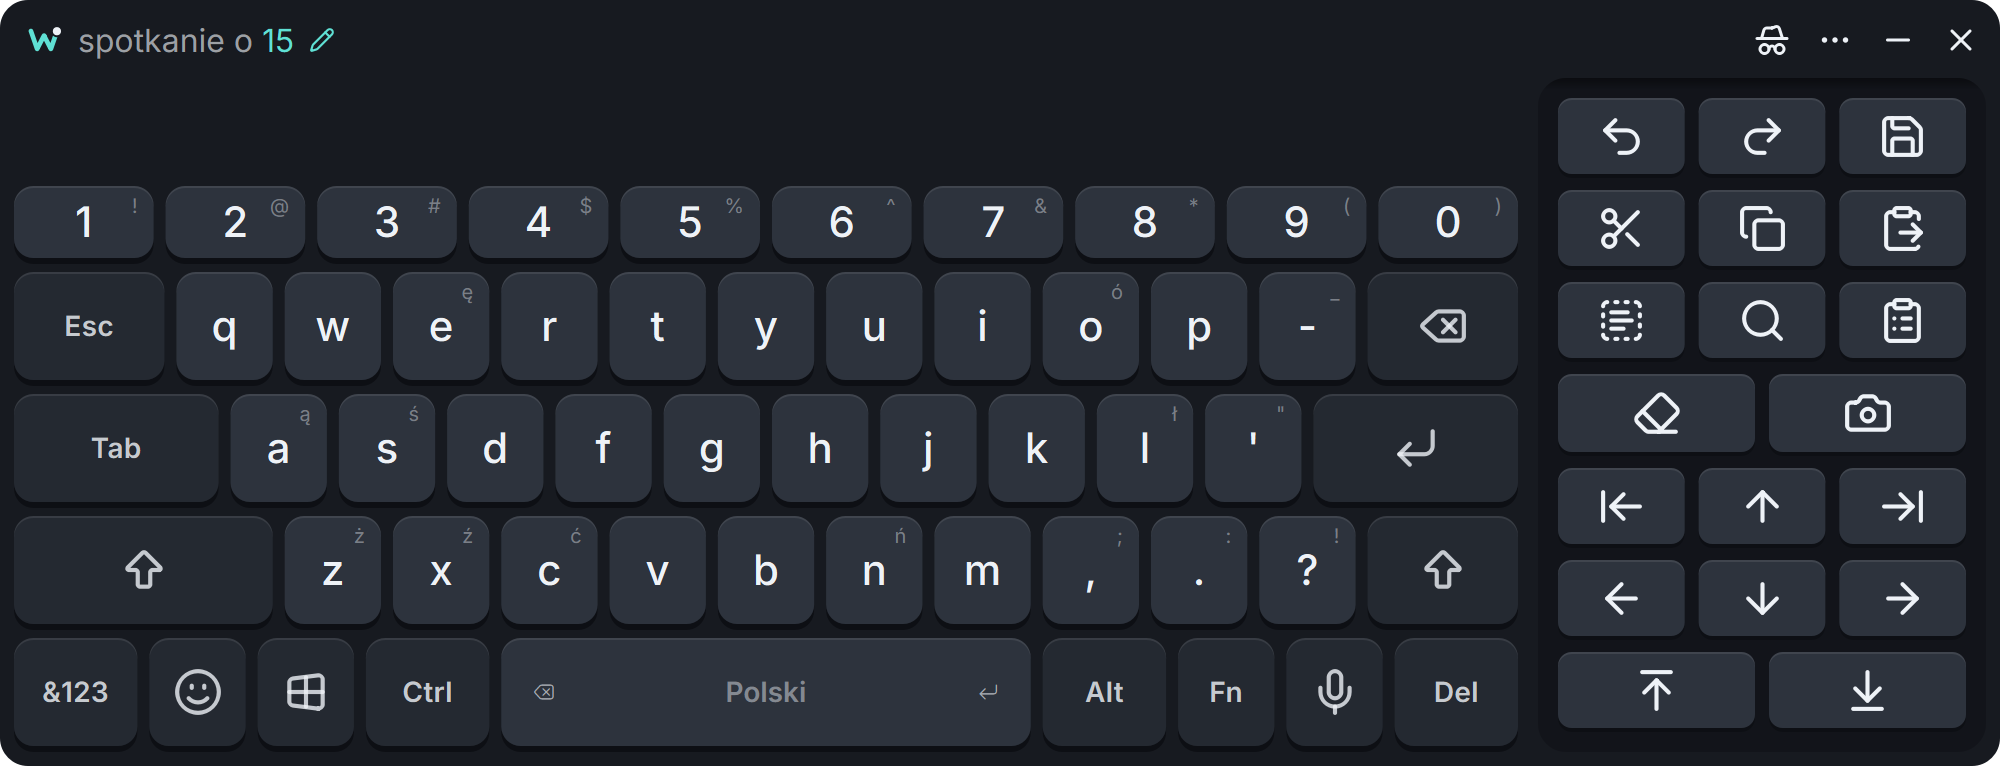 spotkanie o 15
1 ! 2 @ 3 # 4 $ 5 % 6 ^ 7 & 8 * 9 ( 0 )
Esc q w e ę r t y u i o ó p - _
Tab a ą s ś d f g h j k l ł ' "
z ż x ź c ć v b n ń m , ; . : ? !
&123 Ctrl Polski Alt Fn Del